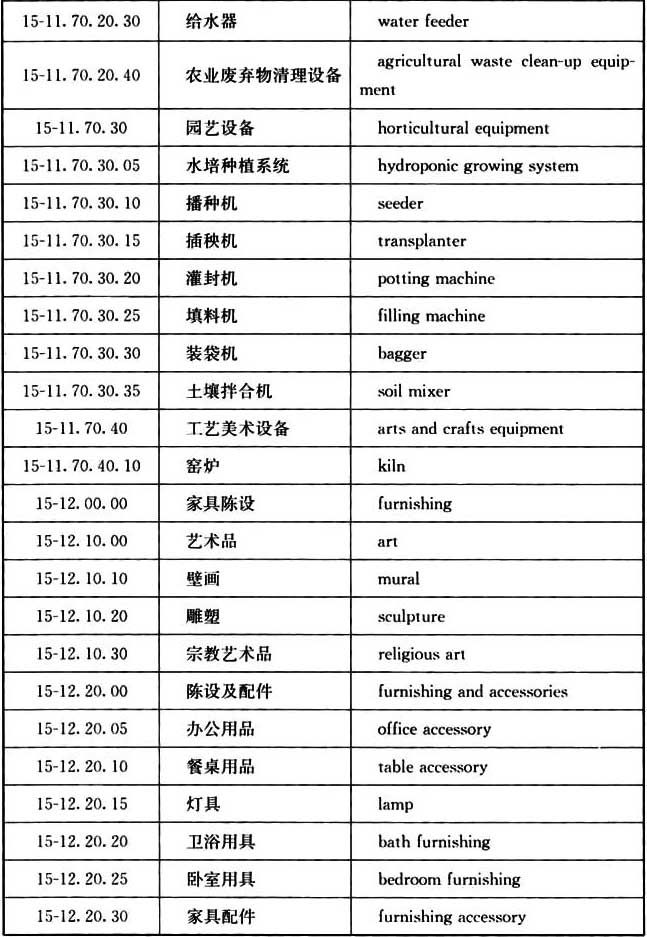 15-11.70.20.30 给水器 water feeder
15-11.70.20.40 农业废弃物清理设备 agricultural waste clean-up equip-
ment
15-11.70.30 园艺设备 horticultural equipment
15-11.70.30.05 水培种植系统 hydroponic growing system
15-11.70.30.10 播种机 seeder
15-11.70.30.15 插秧机 transplanter
15-11.70.30.20 灌封机 potting machine
15-11.70.30.25 填料机 filling machine
15-11.70.30.30 装袋机 bagger
15-11.70.30.35 土壤拌合机 soil mixer
15-11.70.40 工艺美术设备 arts and crafts equipment
15-11.70.40.10 窑炉 kiln
15-12.00.00 家具陈设 furnishing
15-12.10.00 艺术品 art
15-12.10.10 壁画 mural
15-12.10.20 雕塑 sculpture
15-12.10.30 宗教艺术品 religious art
15-12.20.00 陈设及配件 furnishing and accessories
15-12.20.05 办公用品 office accessory
15-12.20.10 餐桌用品 table accessory
15-12.20.15 灯具 lamp
15-12.20.20 卫浴用具 bath furnishing
15-12.20.25 卧室用具 bedroom furnishing
15-12.20.30 家具配件 furnishing accessory